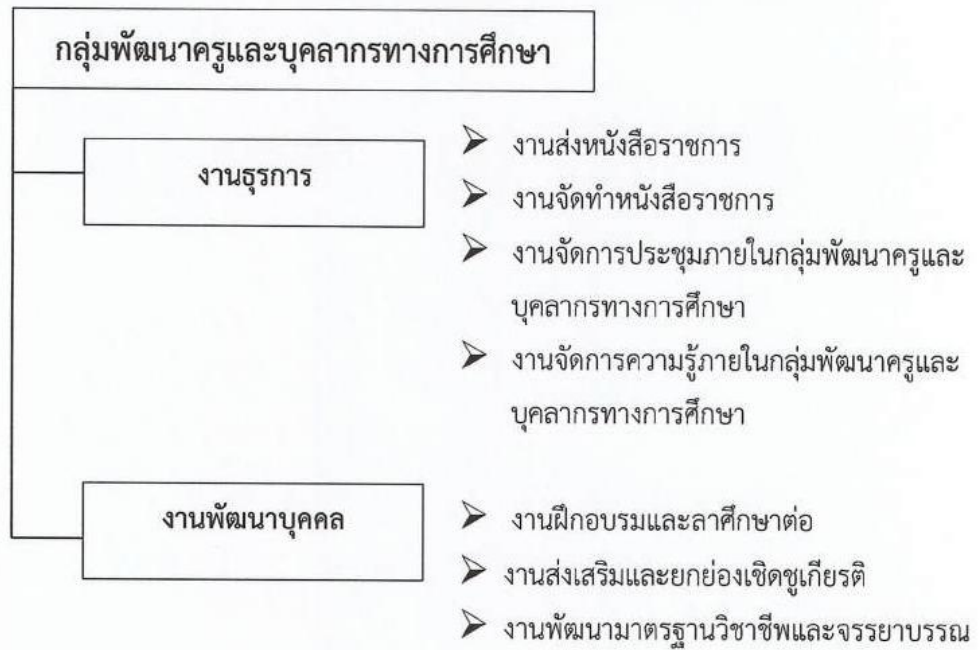 กลุ่มพัฒนาครูและบุคลากรทางการศึกษา
งานธุรการ
➢ งานส่งหนังสือราชการ
➢ งานจัดทำหนังสือราชการ
➢ งานจัดการประชุมภายในกลุ่มพัฒนาครูและ
บุคลากรทางการศึกษา
➢ งานจัดการความรู้ภายในกลุ่มพัฒนาครูและ
บุคลากรทางการศึกษา
งานพัฒนาบุคคล
➢ งานฝึกอบรมและลาศึกษาต่อ
➢ งานส่งเสริมและยกย่องเชิดชูเกียรติ
➢ งานพัฒนามาตรฐานวิชาชีพและจรรยาบรรณ